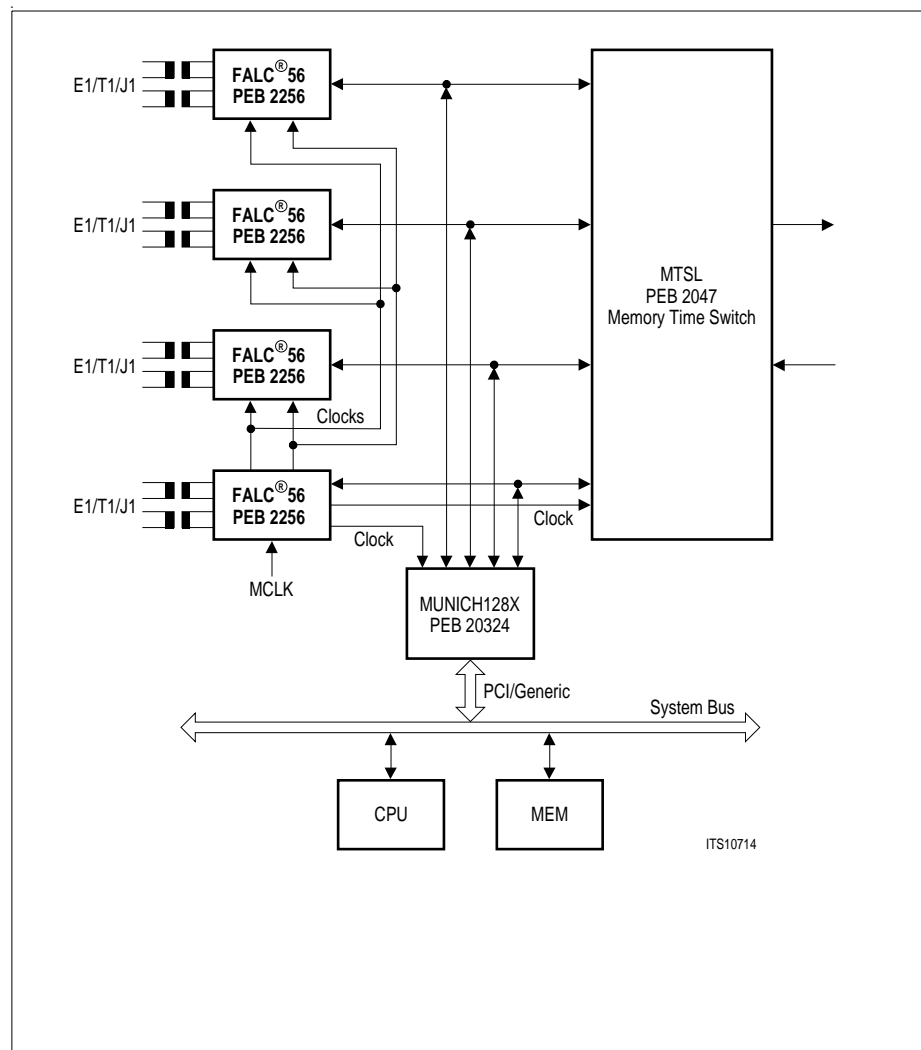 FALC®56
PEB 2256
E1/T1/J1
FALC®56
PEB 2256
E1/T1/J1
MTSL
PEB 2047
Memory Time Switch
FALC®56
PEB 2256
E1/T1/J1
Clocks
FALC®56
PEB 2256
E1/T1/J1
Clock
Clock
MCLK
MUNICH128X
PEB 20324
PCI/Generic
System Bus
CPU
MEM
ITS10714